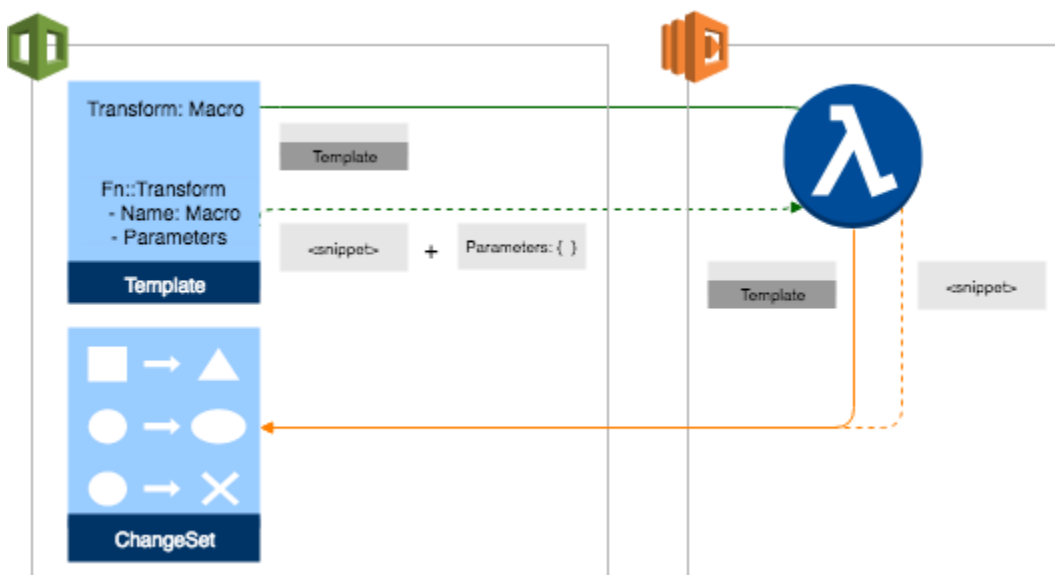 Transform: Macro
Template
Fn::Transform
- Name: Macro
- Parameters
<snippet>
+
Parameters: { }
Template
Template
<snippet>
ChangeSet